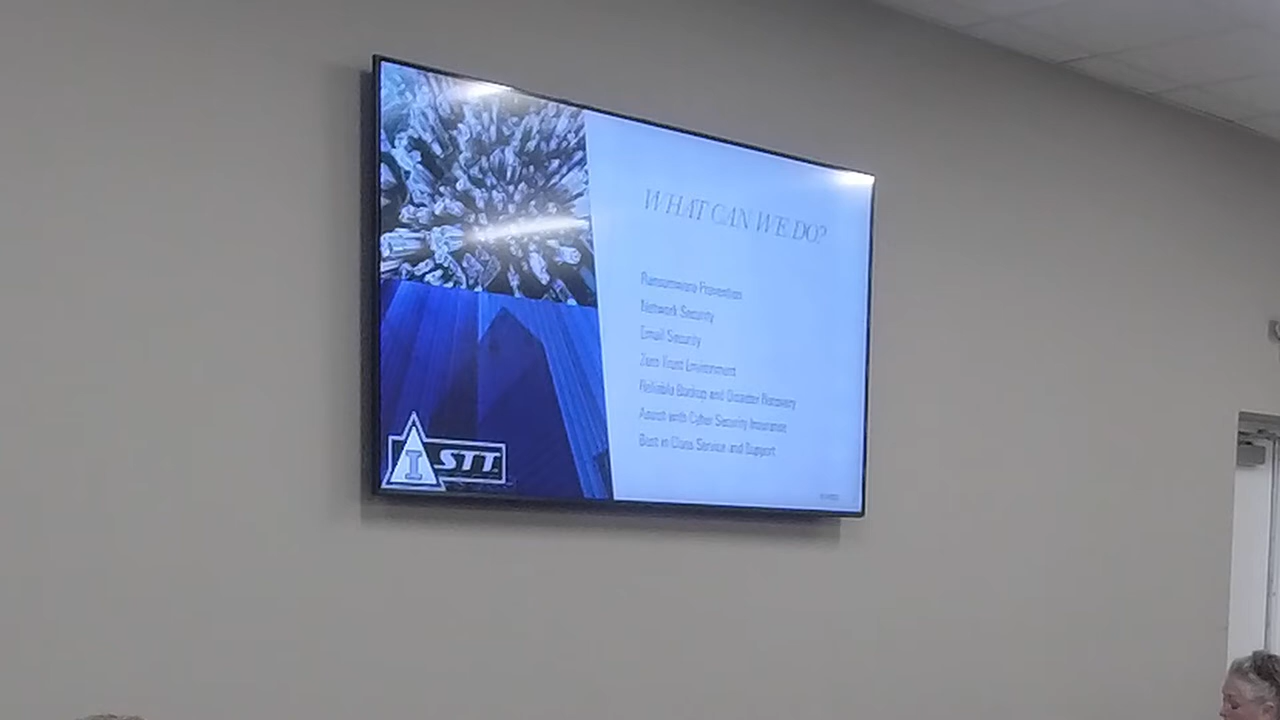 WHAT CAN WE DO?
Ransomware Prevention
Network Security
Email Security
Zero Trust Environment
Reliable Backup and Disaster Recovery
Assist with Cyber Security Insurance
Best in Class Service and Support
I STT